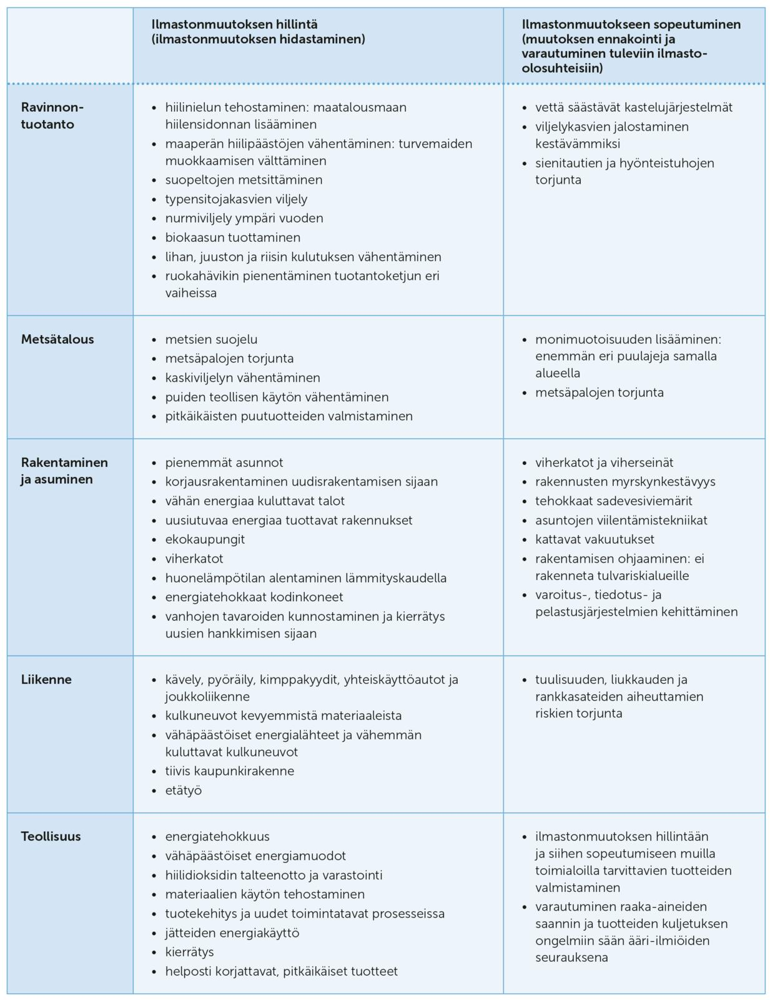 Ilmastonmuutoksen hillintä
(ilmastonmuutoksen hidastaminen)
Ilmastonmuutokseen sopeutuminen
(muutoksen ennakointi ja
varautuminen tuleviin ilmasto-
olosuhteisiin)
Ravinnon-
tuotanto
• hiilinielun tehostaminen: maatalousmaan
hiilensidonnan lisääminen
• maaperän hiilipäästöjen vähentäminen: turvemaiden
muokkaamisen välttäminen
• suopeltojen metsittäminen
• typensitojakasvien viljely
• nurmiviljely ympäri vuoden
• biokaasun tuottaminen
• lihan, juuston ja riisin kulutuksen vähentäminen
• ruokahävikin pienentäminen tuotantoketjun eri
vaiheissa
• vettä säästävät kastelujärjestelmät
• viljelykasvien jalostaminen
kestävämmiksi
• sienitautien ja hyönteistuhojen
torjunta
Metsätalous
• metsien suojelu
• metsäpalojen torjunta
• kaskiviljelyn vähentäminen
• puiden teollisen käytön vähentäminen
• pitkäikäisten puutuotteiden valmistaminen
• monimuotoisuuden lisääminen:
enemmän eri puulajeja samalla
alueella
• metsäpalojen torjunta
Rakentaminen
ja asuminen
• pienemmät asunnot
• korjausrakentaminen uudisrakentamisen sijaan
• vähän energiaa kuluttavat talot
• uusiutuvaa energiaa tuottavat rakennukset
• ekokaupungit
• viherkatot
• huonelämpötilan alentaminen lämmityskaudella
• energiatehokkaat kodinkoneet
• vanhojen tavaroiden kunnostaminen ja kierrätys
uusien hankkimisen sijaan
• viherkatot ja viherseinät
• rakennusten myrskynkestävyys
• tehokkaat sadevesiviemärit
• asuntojen viilentämistekniikat
• kattavat vakuutukset
• rakentamisen ohjaaminen: ei
rakenneta tulvariskialueille
• varoitus-, tiedotus- ja
pelastusjärjestelmien kehittäminen
Liikenne
• kävely, pyöräily, kimppakyydit, yhteiskäyttöautot ja
joukkoliikenne
• kulkuneuvot kevyemmistä materiaaleista
• vähäpäästöiset energialähteet ja vähemmän
kuluttavat kulkuneuvot
• tiivis kaupunkirakenne
• etätyö
• tuulisuuden, liukkauden ja
rankkasateiden aiheuttamien
riskien torjunta
Teollisuus
• energiatehokkuus
• vähäpäästöiset energiamuodot
• hiilidioksidin talteenotto ja varastointi
• materiaalien käytön tehostaminen
• tuotekehitys ja uudet toimintatavat prosesseissa
• jätteiden energiakäyttö
• kierrätys
• helposti korjattavat, pitkäikäiset tuotteet
• ilmastonmuutoksen hillintään
ja siihen sopeutumiseen muilla
toimialoilla tarvittavien tuotteiden
valmistaminen
• varautuminen raaka-aineiden
saannin ja tuotteiden kuljetuksen
ongelmiin sään ääri-ilmiöiden
seurauksena